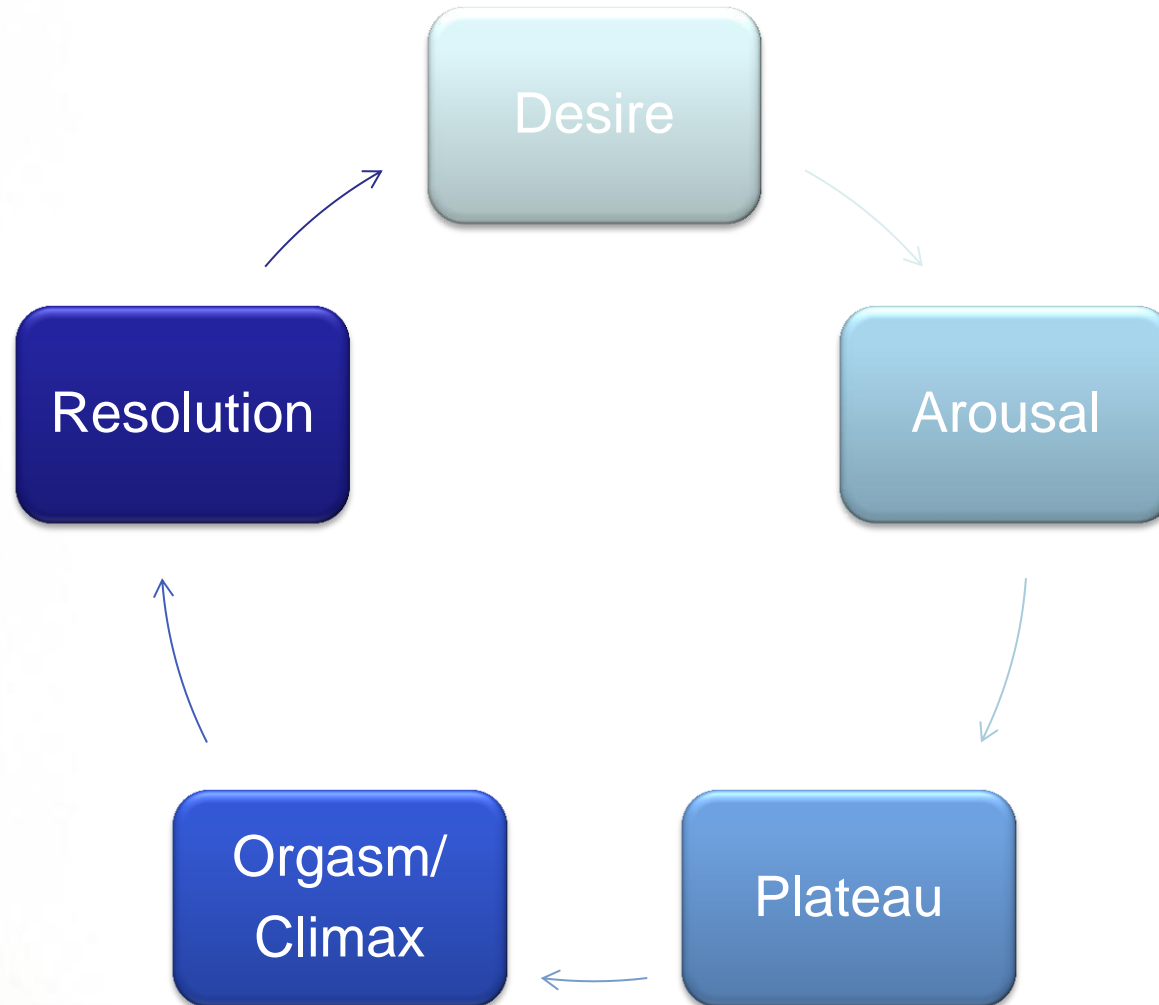 Desire
Arousal
Plateau
Orgasm/
Climax
Resolution